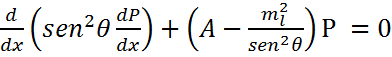 d/dx (sen²θ dP/dx) + (A − m_l²/sen²θ) P = 0